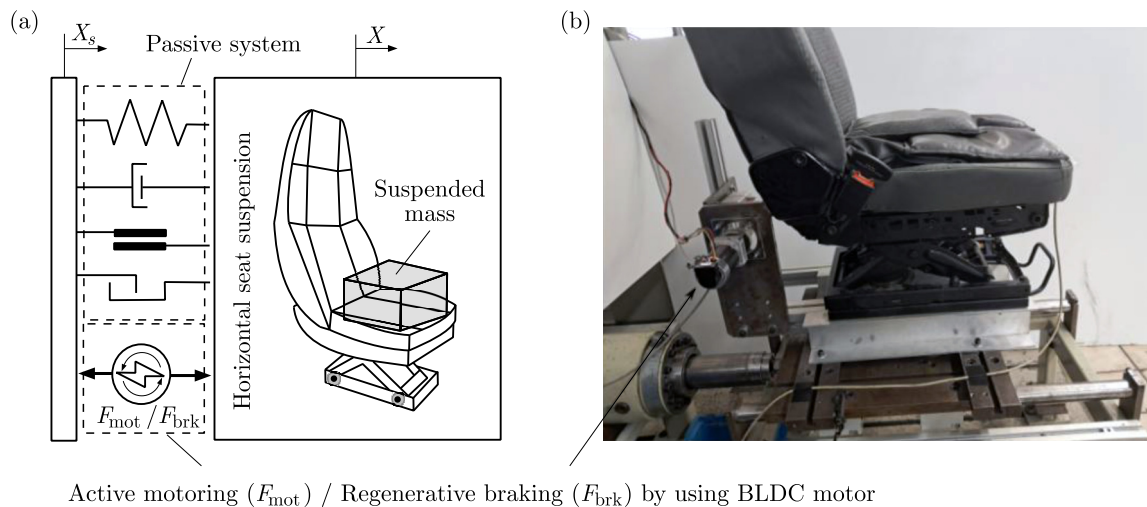 (a)
X_s
X
Passive system
Horizontal seat suspension
Suspended
mass
F_mot / F_brk
(b)
Active motoring (F_mot) / Regenerative braking (F_brk) by using BLDC motor